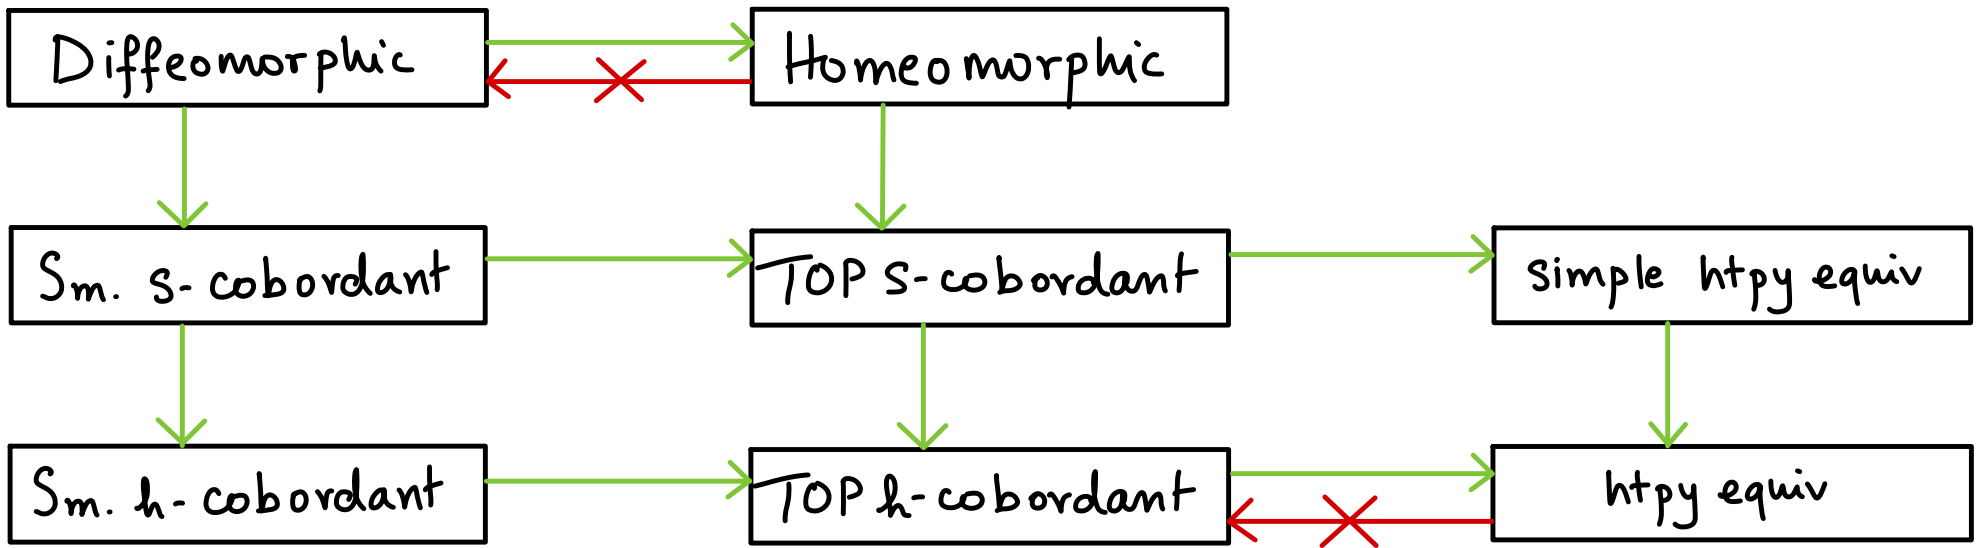 Diffeomorphic
Homeomorphic
Sm. s-cobordant
TOP s-cobordant
simple htpy equiv
Sm. h-cobordant
TOP h-cobordant
htpy equiv